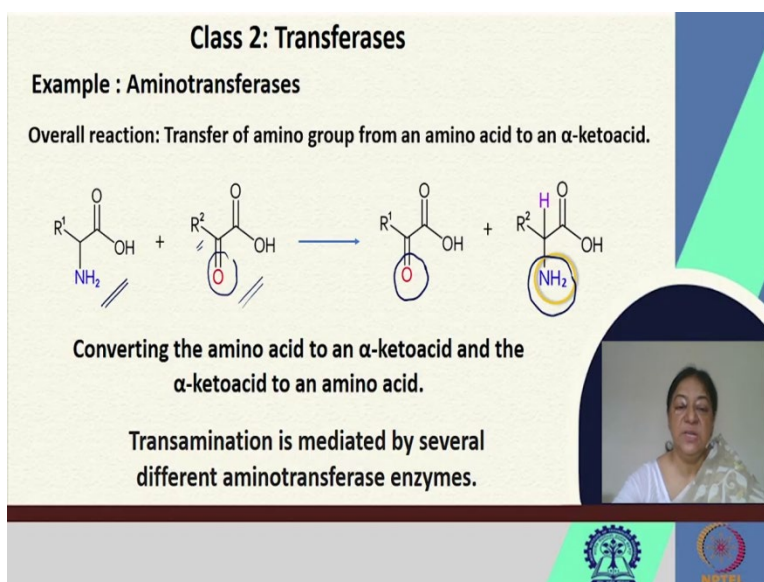 Class 2: Transferases
Example : Aminotransferases
Overall reaction: Transfer of amino group from an amino acid to an α-ketoacid.
R¹ O OH NH₂ + R² O OH O R¹ O OH O + R² H O OH NH₂
Converting the amino acid to an α-ketoacid and the
α-ketoacid to an amino acid.
Transamination is mediated by several
different aminotransferase enzymes.
NPTEL